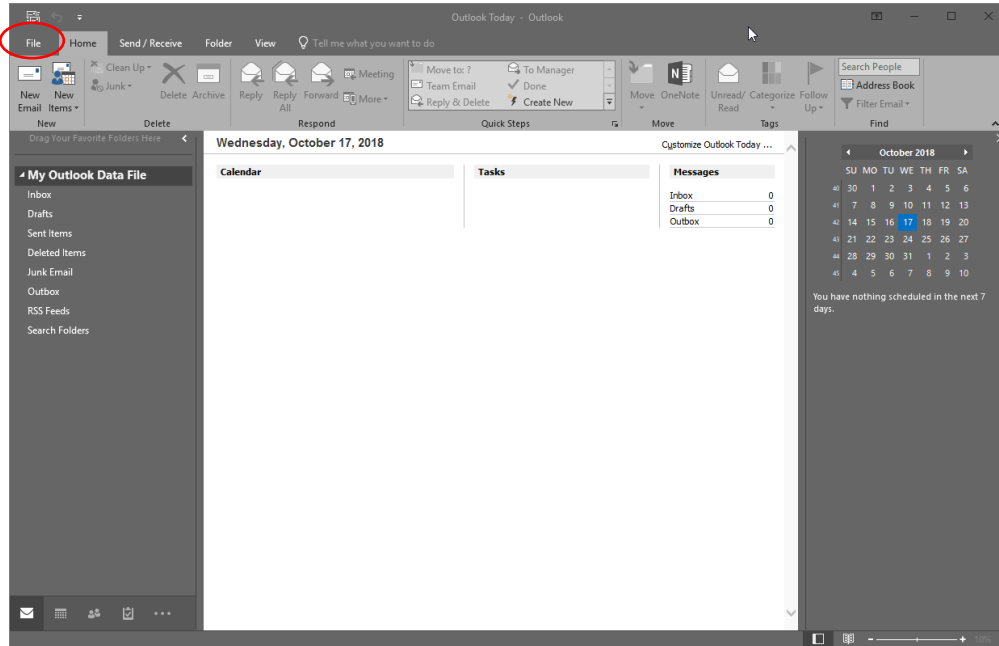 Outlook Today - Outlook
File Home Send / Receive Folder View Tell me what you want to do
New Email
New Items
Clean Up
Junk
Delete
Archive
Reply
Reply All
Forward
Meeting
More
Move to: ?
Team Email
Reply & Delete
To Manager
Done
Create New
Move
OneNote
Unread/ Read
Categorize
Follow Up
Search People
Address Book
Filter Email
New Delete Respond Quick Steps Move Tags Find
Drag Your Favorite Folders Here
My Outlook Data File
Inbox
Drafts
Sent Items
Deleted Items
Junk Email
Outbox
RSS Feeds
Search Folders
Wednesday, October 17, 2018
Customize Outlook Today ...
Calendar
Tasks
Messages
Inbox 0
Drafts 0
Outbox 0
October 2018
SU MO TU WE TH FR SA
40 30 1 2 3 4 5 6
41 7 8 9 10 11 12 13
42 14 15 16 17 18 19 20
43 21 22 23 24 25 26 27
44 28 29 30 31 1 2 3
45 4 5 6 7 8 9 10
You have nothing scheduled in the next 7
days.
10%